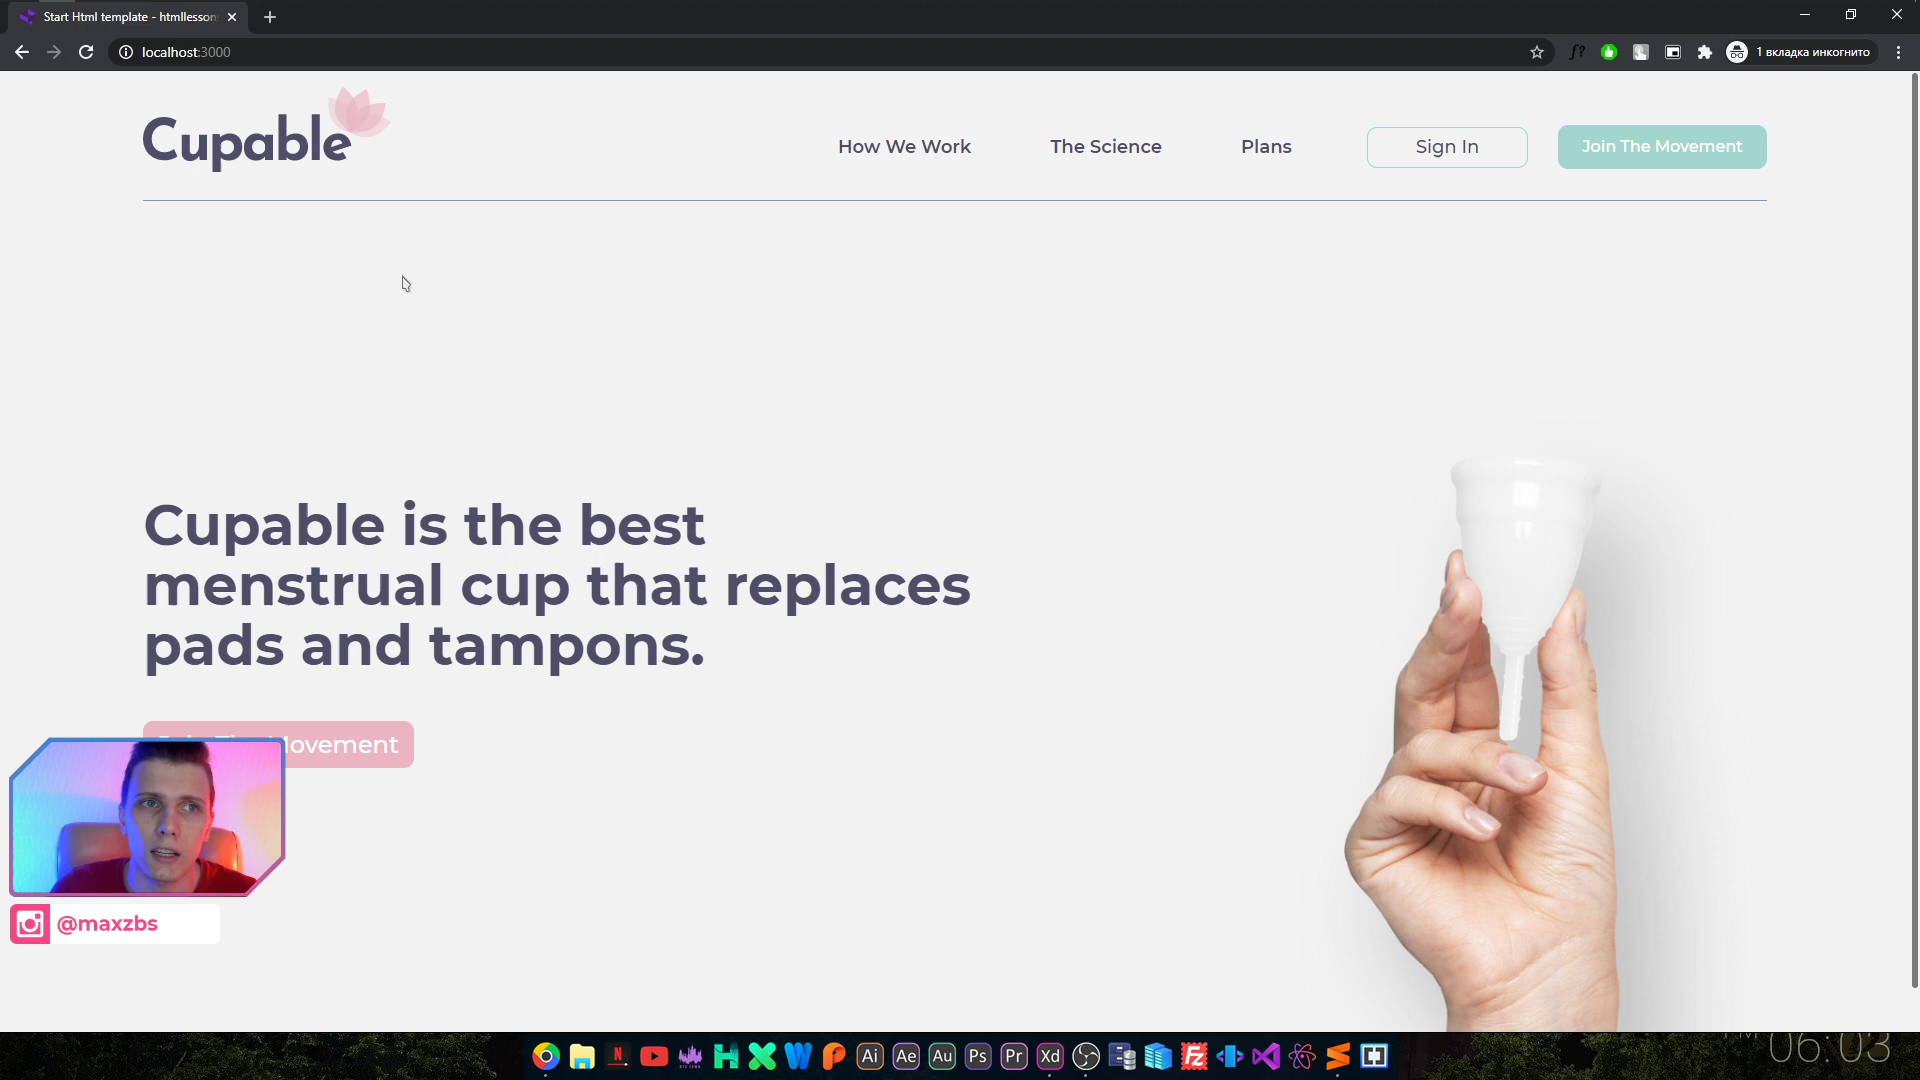 Start Html template - htmllesson
localhost:3000
f?
1 вкладка инкогнито
Cupable
How We Work
The Science
Plans
Sign In
Join The Movement
Cupable is the best
menstrual cup that replaces
pads and tampons.
Movement
@maxzbs
N
H
X
W
P
Ai
Ae
Au
Ps
Pr
Xd
Fz
06:03